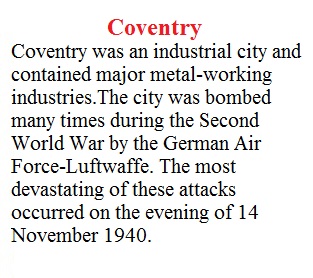 Coventry
Coventry was an industrial city and
contained major metal-working
industries.The city was bombed
many times during the Second
World War by the German Air
Force-Luftwaffe. The most
devastating of these attacks
occurred on the evening of 14
November 1940.